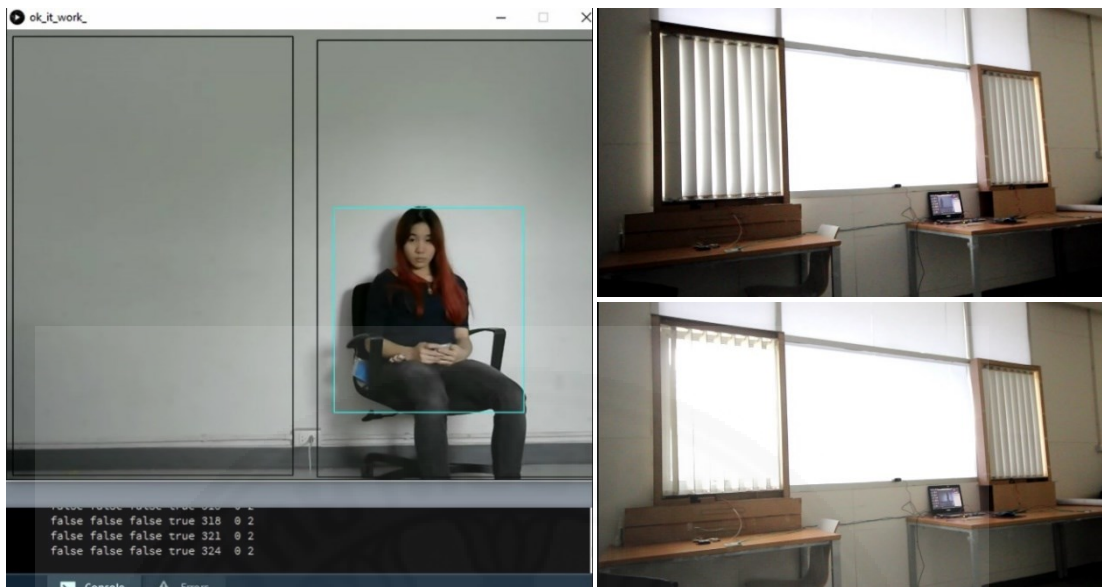 ok_it_work_
false false false true 318 0 2
false false false true 321 0 2
false false false true 324 0 2
Console
Errors